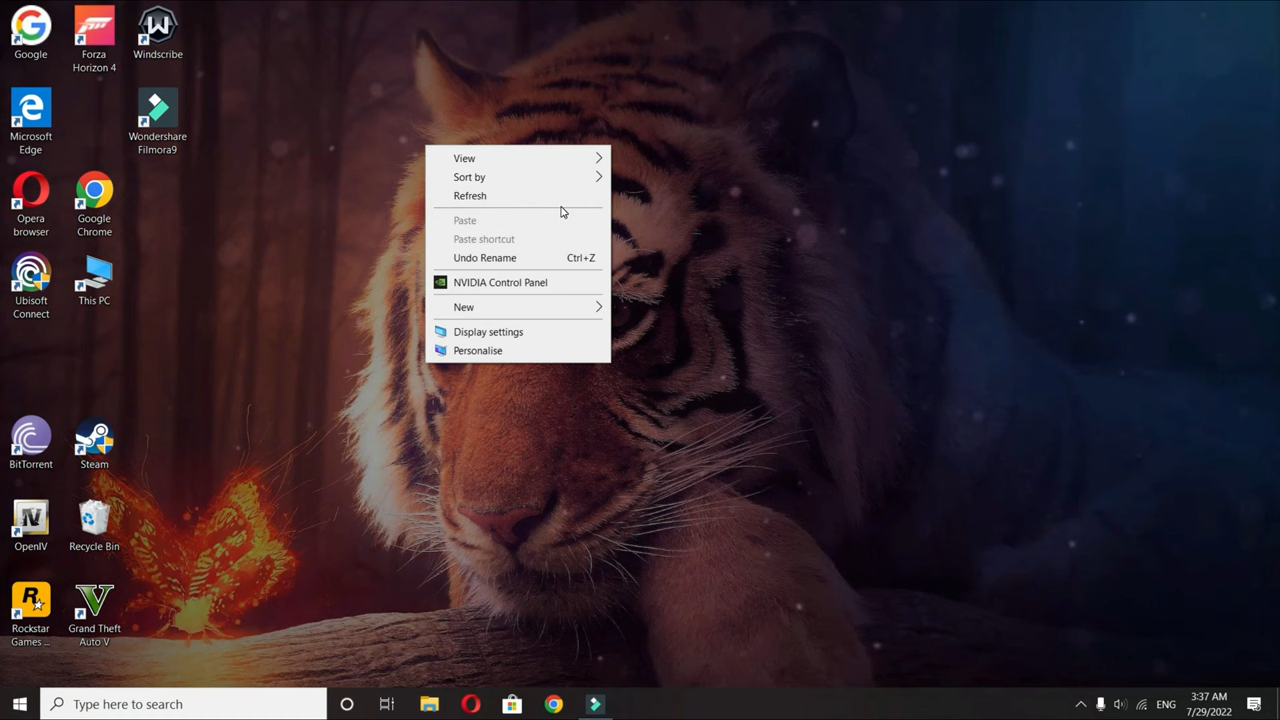 Google
Forza
Horizon 4
Windscribe
Microsoft
Edge
Wondershare
Filmora9
Opera
browser
Google
Chrome
Ubisoft
Connect
This PC
BitTorrent
Steam
OpenIV
Recycle Bin
Rockstar
Games ...
Grand Theft
Auto V
View
Sort by
Refresh
Paste
Paste shortcut
Undo Rename Ctrl+Z
NVIDIA Control Panel
New
Display settings
Personalise
Type here to search
ENG
3:37 AM
7/29/2022